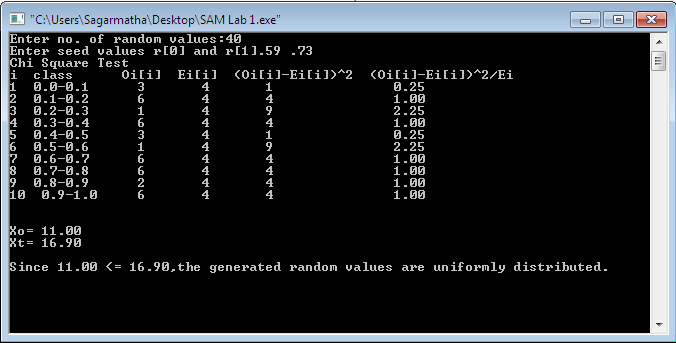 "C:\Users\Sagarmatha\Desktop\SAM Lab 1.exe"
Enter no. of random values:40
Enter seed values r[0] and r[1].59 .73
Chi Square Test
i  class      Oi[i]  Ei[i]  (Oi[i]-Ei[i])^2  (Oi[i]-Ei[i])^2/Ei
1  0.0-0.1      3       4       1               0.25
2  0.1-0.2      6       4       4               1.00
3  0.2-0.3      1       4       9               2.25
4  0.3-0.4      6       4       4               1.00
5  0.4-0.5      3       4       1               0.25
6  0.5-0.6      1       4       9               2.25
7  0.6-0.7      6       4       4               1.00
8  0.7-0.8      6       4       4               1.00
9  0.8-0.9      2       4       4               1.00
10  0.9-1.0     6       4       4               1.00
Xo= 11.00
Xt= 16.90
Since 11.00 <= 16.90,the generated random values are uniformly distributed.